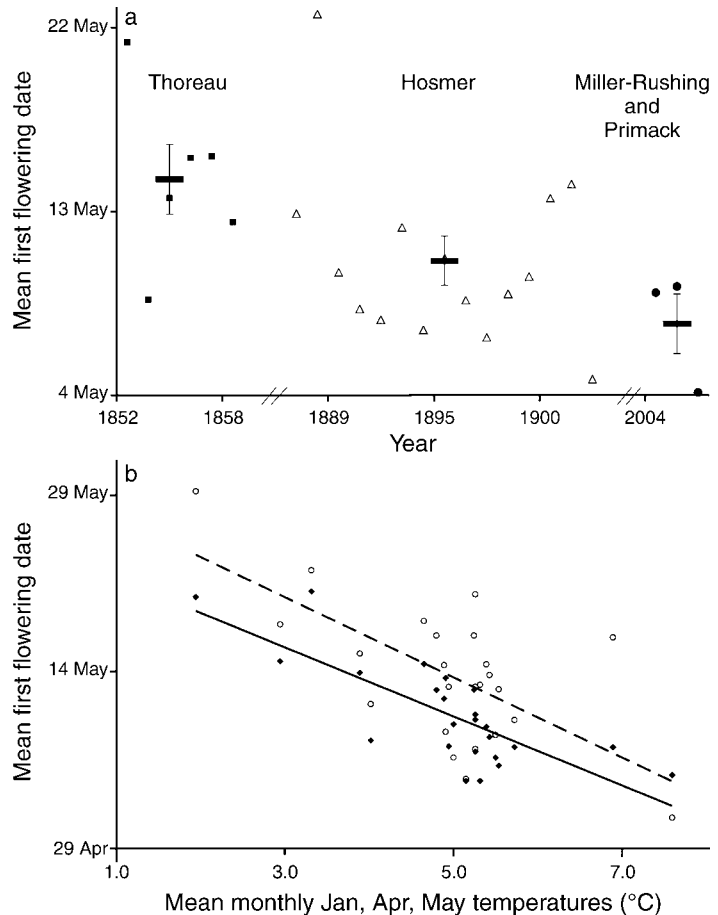 a
22 May
Thoreau
Hosmer
Miller-Rushing
and
Primack
13 May
4 May
1852
1858
1889
1895
1900
2004
Year
Mean first flowering date
b
29 May
14 May
29 Apr
1.0
3.0
5.0
7.0
Mean monthly Jan, Apr, May temperatures (°C)
Mean first flowering date